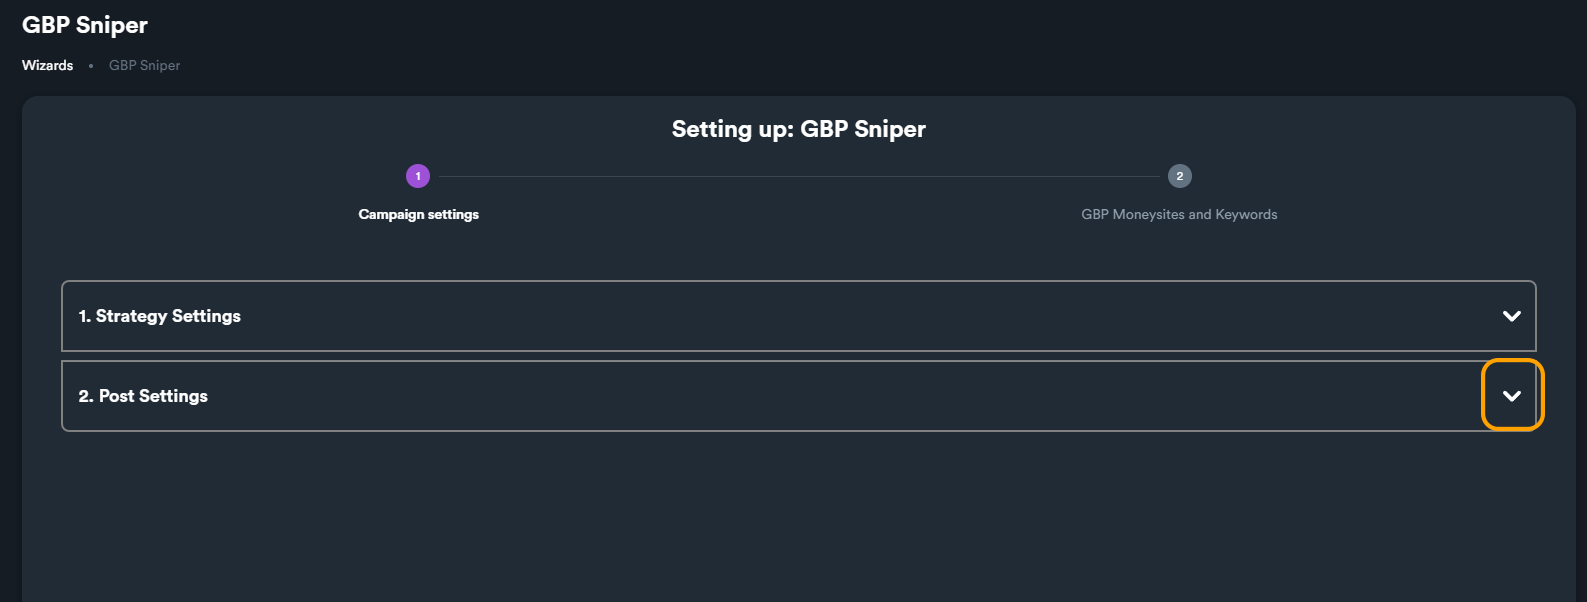 GBP Sniper
Wizards • GBP Sniper
Setting up: GBP Sniper
1 2
Campaign settings GBP Moneysites and Keywords
1. Strategy Settings
2. Post Settings